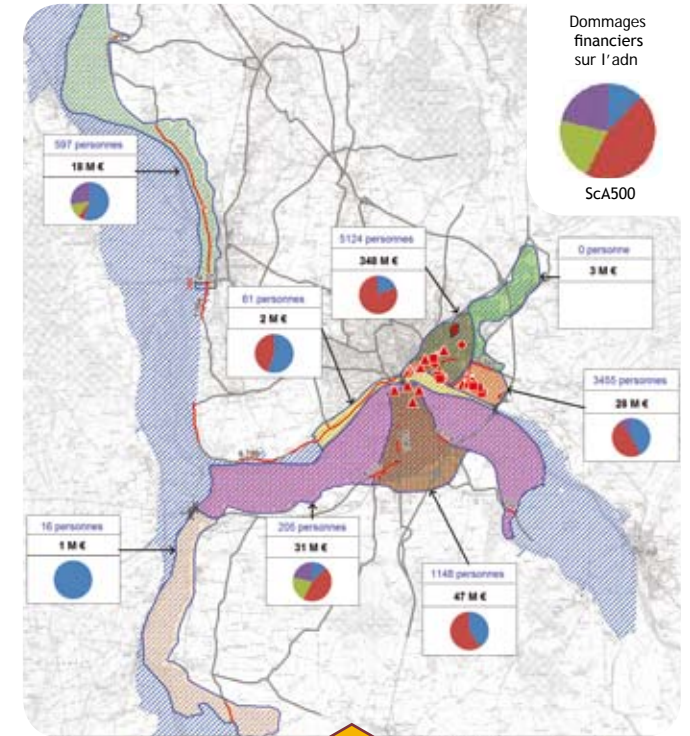 Dommages
financiers
sur l'adn
ScA500
597 personnes
18 M €
5124 personnes
348 M €
0 personne
3 M €
61 personnes
2 M €
3455 personnes
28 M €
16 personnes
1 M €
205 personnes
31 M €
1148 personnes
47 M €